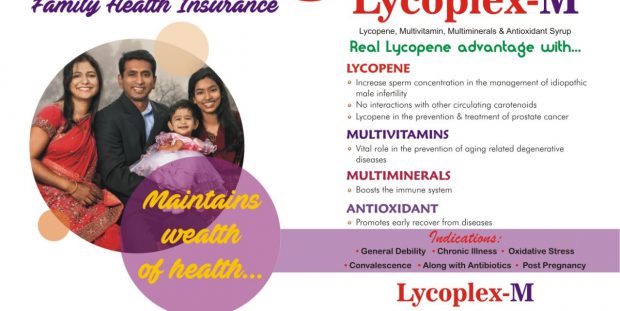 Family Health Insurance
Maintains
wealth
of health...
Lycoplex-M
Lycopene, Multivitamin, Multiminerals & Antioxidant Syrup
Real Lycopene advantage with...
LYCOPENE
• Increase sperm concentration in the management of idiopathic
male infertility
• No interactions with other circulating carotenoids
• Lycopene in the prevention & treatment of prostate cancer
MULTIVITAMINS
• Vital role in the prevention of aging related degenerative
diseases
MULTIMINERALS
• Boosts the immune system
ANTIOXIDANT
• Promotes early recover from diseases
Indications:
• General Debility • Chronic Illness • Oxidative Stress
• Convalescence • Along with Antibiotics • Post Pregnancy
Lycoplex-M